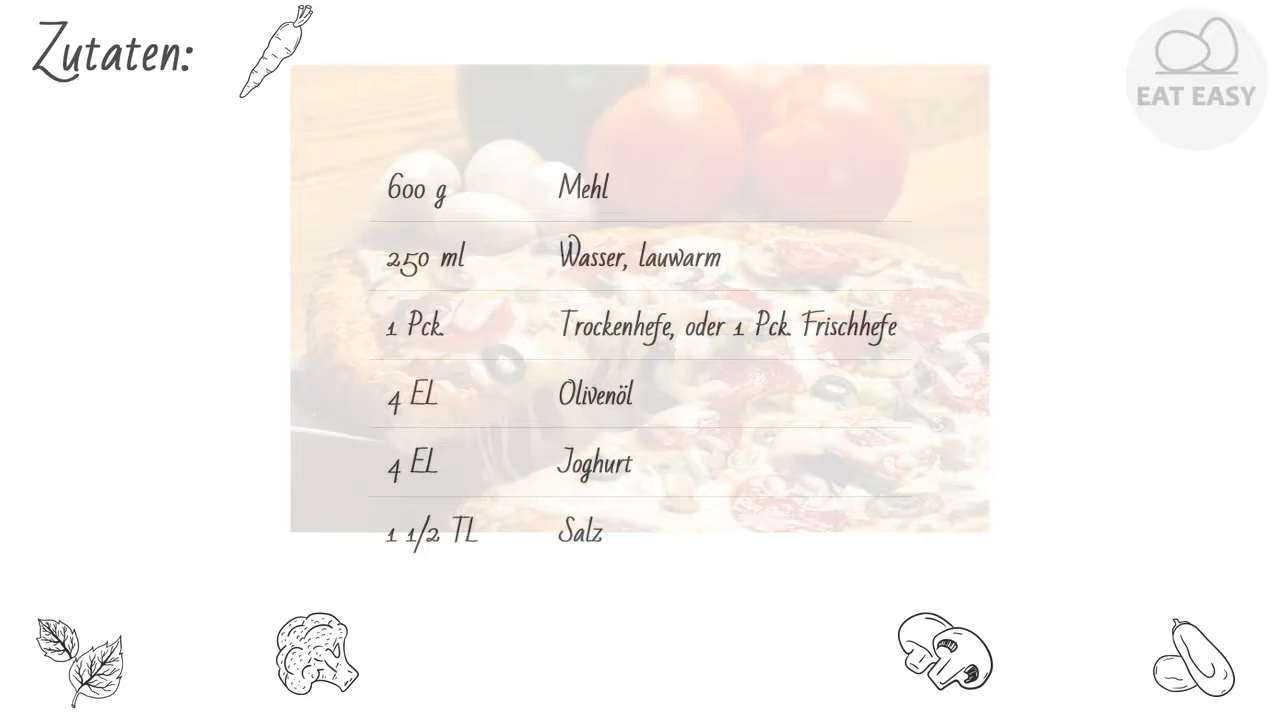 Zutaten:
EAT EASY
600 g Mehl
250 ml Wasser, lauwarm
1 Pck. Trockenhefe, oder 1 Pck. Frischhefe
4 EL Olivenöl
4 EL Joghurt
1 1/2 TL Salz